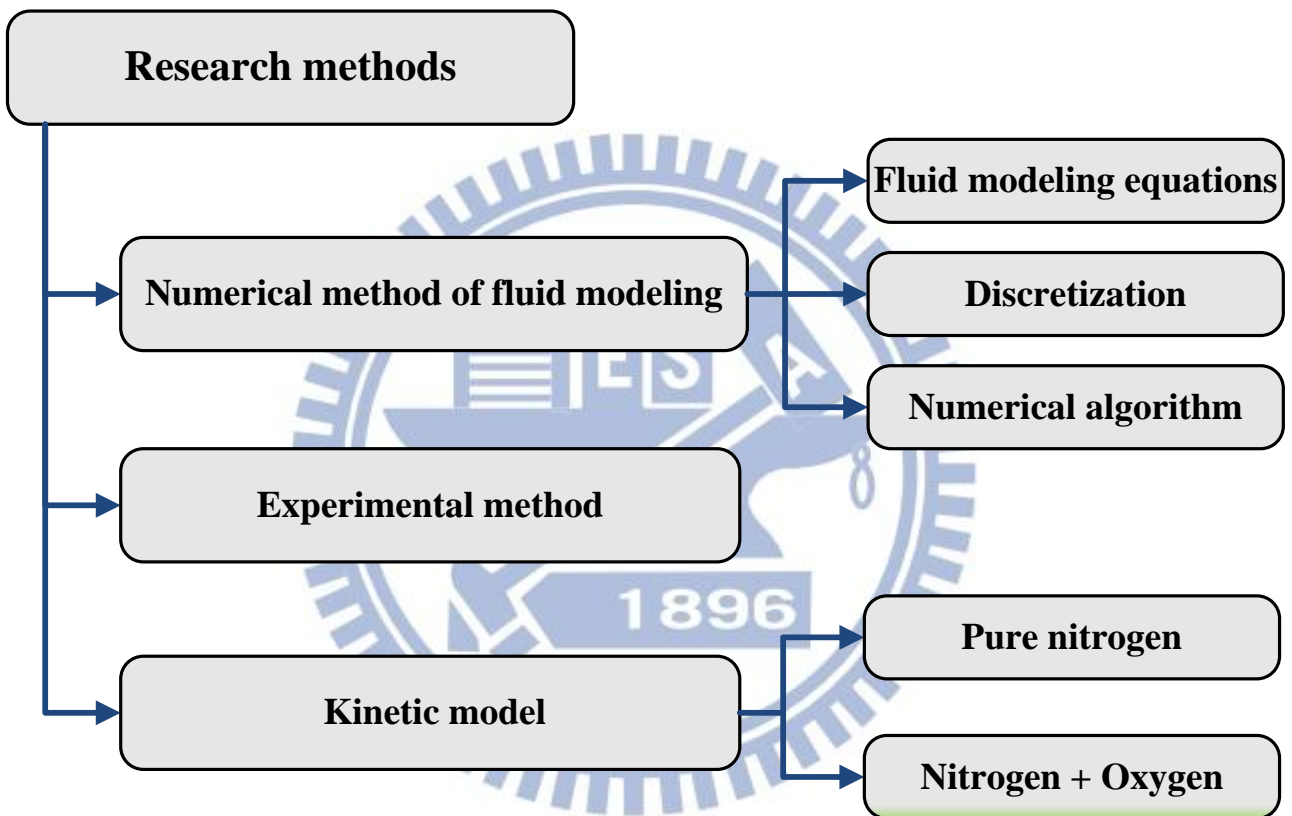 Research methods
Fluid modeling equations
Numerical method of fluid modeling
Discretization
Numerical algorithm
ESA
Experimental method
1896
Pure nitrogen
Kinetic model
Nitrogen + Oxygen